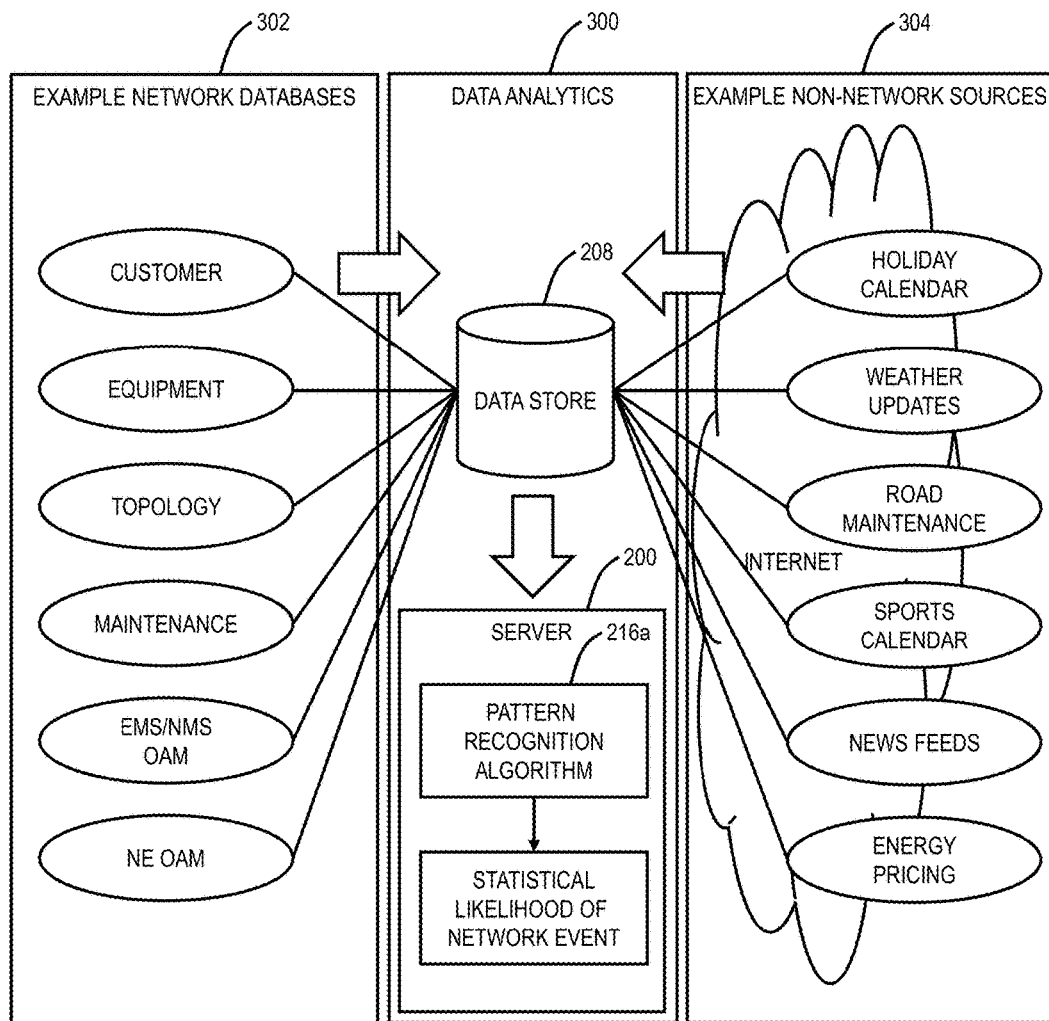 302
300
304
EXAMPLE NETWORK DATABASES
DATA ANALYTICS
EXAMPLE NON-NETWORK SOURCES
CUSTOMER
EQUIPMENT
TOPOLOGY
MAINTENANCE
EMS/NMS
OAM
NE OAM
208
DATA STORE
200
SERVER
216a
PATTERN
RECOGNITION
ALGORITHM
STATISTICAL
LIKELIHOOD OF
NETWORK EVENT
HOLIDAY
CALENDAR
WEATHER
UPDATES
ROAD
MAINTENANCE
INTERNET
SPORTS
CALENDAR
NEWS FEEDS
ENERGY
PRICING